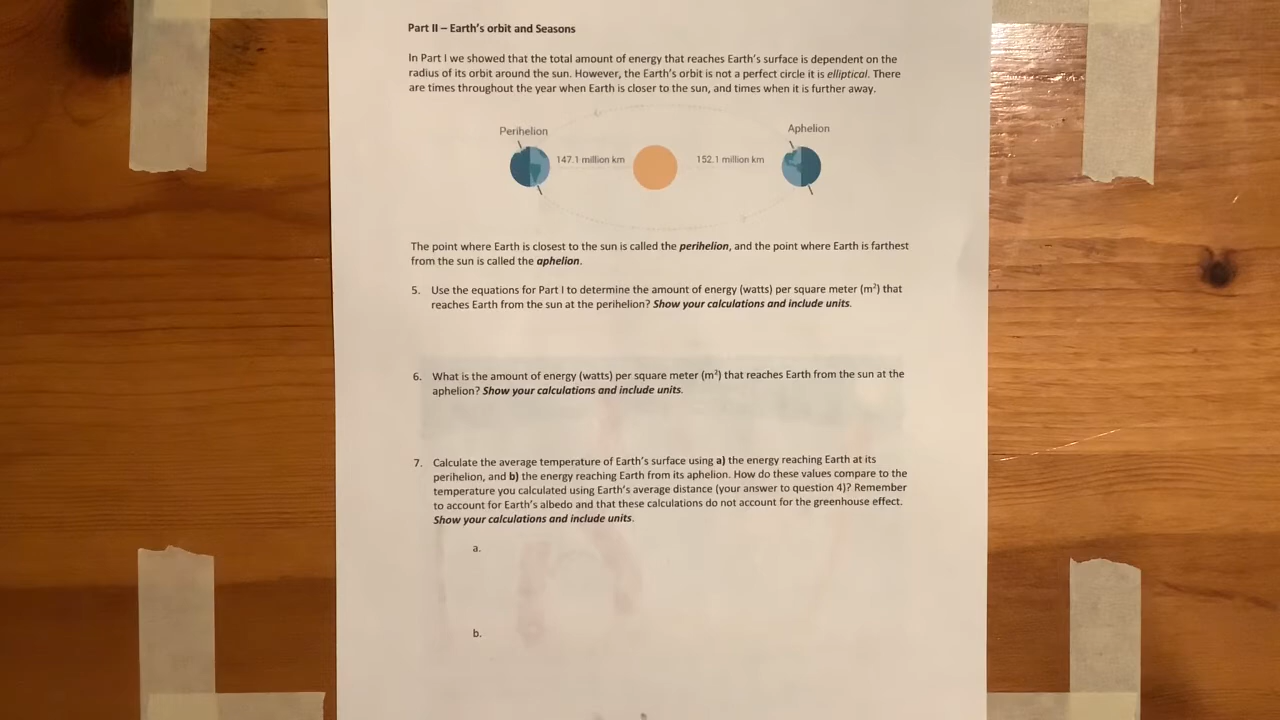 Part II – Earth's orbit and Seasons
In Part I we showed that the total amount of energy that reaches Earth's surface is dependent on the
radius of its orbit around the sun. However, the Earth's orbit is not a perfect circle it is elliptical. There
are times throughout the year when Earth is closer to the sun, and times when it is further away.
Perihelion
Aphelion
147.1 million km
152.1 million km
The point where Earth is closest to the sun is called the perihelion, and the point where Earth is farthest
from the sun is called the aphelion.
5. Use the equations for Part I to determine the amount of energy (watts) per square meter (m²) that
reaches Earth from the sun at the perihelion? Show your calculations and include units.
6. What is the amount of energy (watts) per square meter (m²) that reaches Earth from the sun at the
aphelion? Show your calculations and include units.
7. Calculate the average temperature of Earth's surface using a) the energy reaching Earth at its
perihelion, and b) the energy reaching Earth from its aphelion. How do these values compare to the
temperature you calculated using Earth's average distance (your answer to question 4)? Remember
to account for Earth's albedo and that these calculations do not account for the greenhouse effect.
Show your calculations and include units.
a.
b.